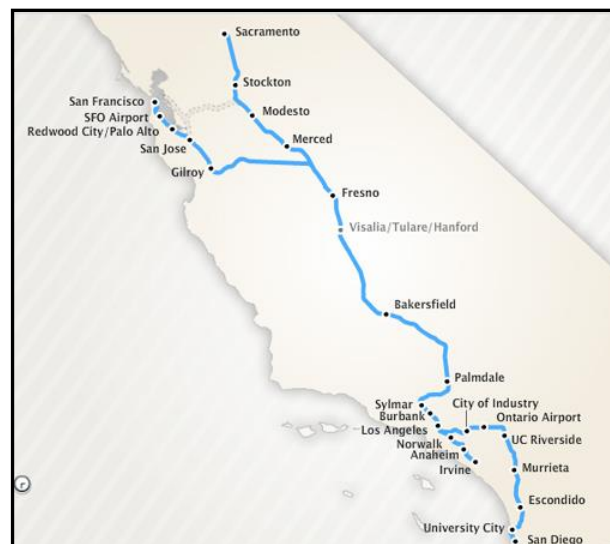 Sacramento
Stockton
San Francisco
SFO Airport
Modesto
Redwood City/Palo Alto
Merced
San Jose
Gilroy
Fresno
Visalia/Tulare/Hanford
Bakersfield
Palmdale
Sylmar
City of Industry
Burbank
Ontario Airport
Los Angeles
UC Riverside
Norwalk
Anaheim
Irvine
Murrieta
Escondido
University City
San Diego